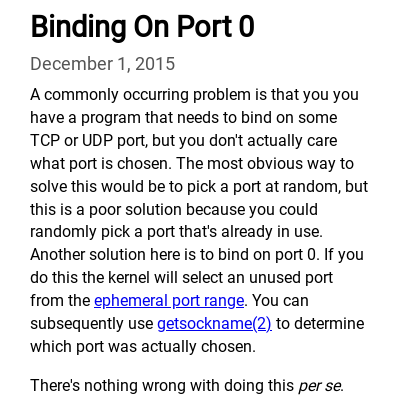 Binding On Port 0
December 1, 2015
A commonly occurring problem is that you you
have a program that needs to bind on some
TCP or UDP port, but you don't actually care
what port is chosen. The most obvious way to
solve this would be to pick a port at random, but
this is a poor solution because you could
randomly pick a port that's already in use.
Another solution here is to bind on port 0. If you
do this the kernel will select an unused port
from the ephemeral port range. You can
subsequently use getsockname(2) to determine
which port was actually chosen.
There's nothing wrong with doing this per se.